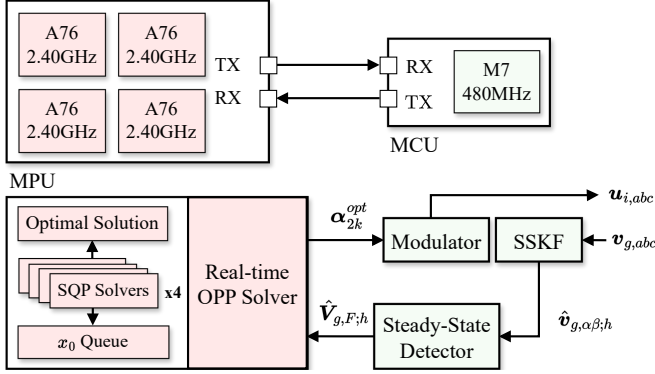 A76
2.40GHz
A76
2.40GHz
A76
2.40GHz
A76
2.40GHz
TX
RX
RX
TX
M7
480MHz
MCU
MPU
Optimal Solution
SQP Solvers
x4
x₀ Queue
Real-time
OPP Solver
α₂ₖᵒᵖᵗ
Modulator
SSKF
u_{i,abc}
v_{g,abc}
V̂_{g,F;h}
Steady-State
Detector
v̂_{g,αβ;h}